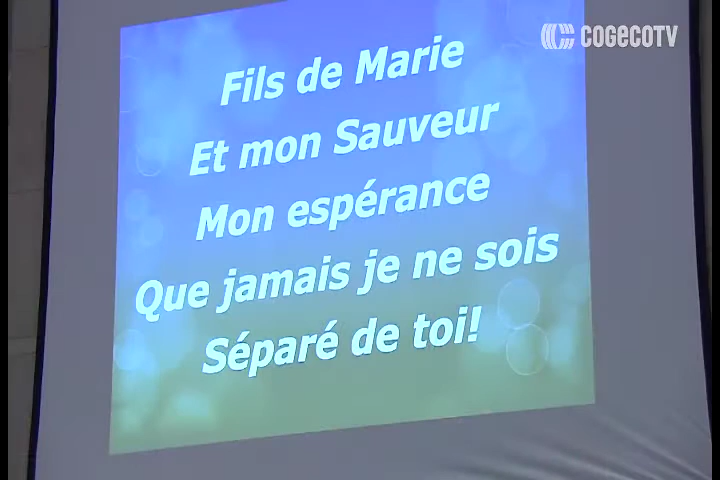 COGECOTV
Fils de Marie
Et mon Sauveur
Mon espérance
Que jamais je ne sois
Séparé de toi!